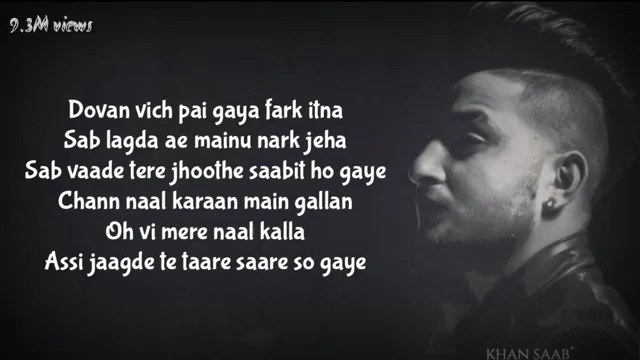 9.3M views
Dovan vich pai gaya fark itna
Sab lagda ae mainu nark jeha
Sab vaade tere jhoothe saabit ho gaye
Chann naal karaan main gallan
Oh vi mere naal kalla
Assi jaagde te taare saare so gaye
KHAN SAAB